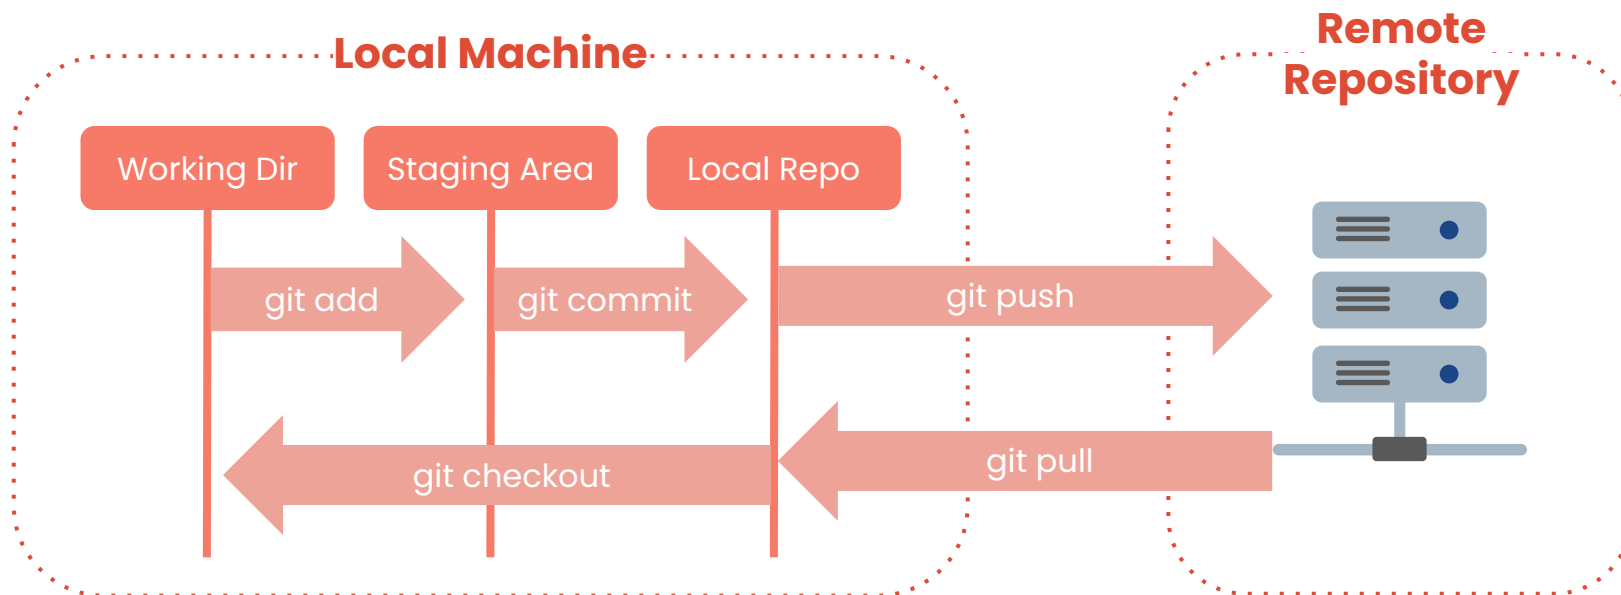 Local Machine
Remote
Repository
Working Dir
Staging Area
Local Repo
git add
git commit
git push
git checkout
git pull